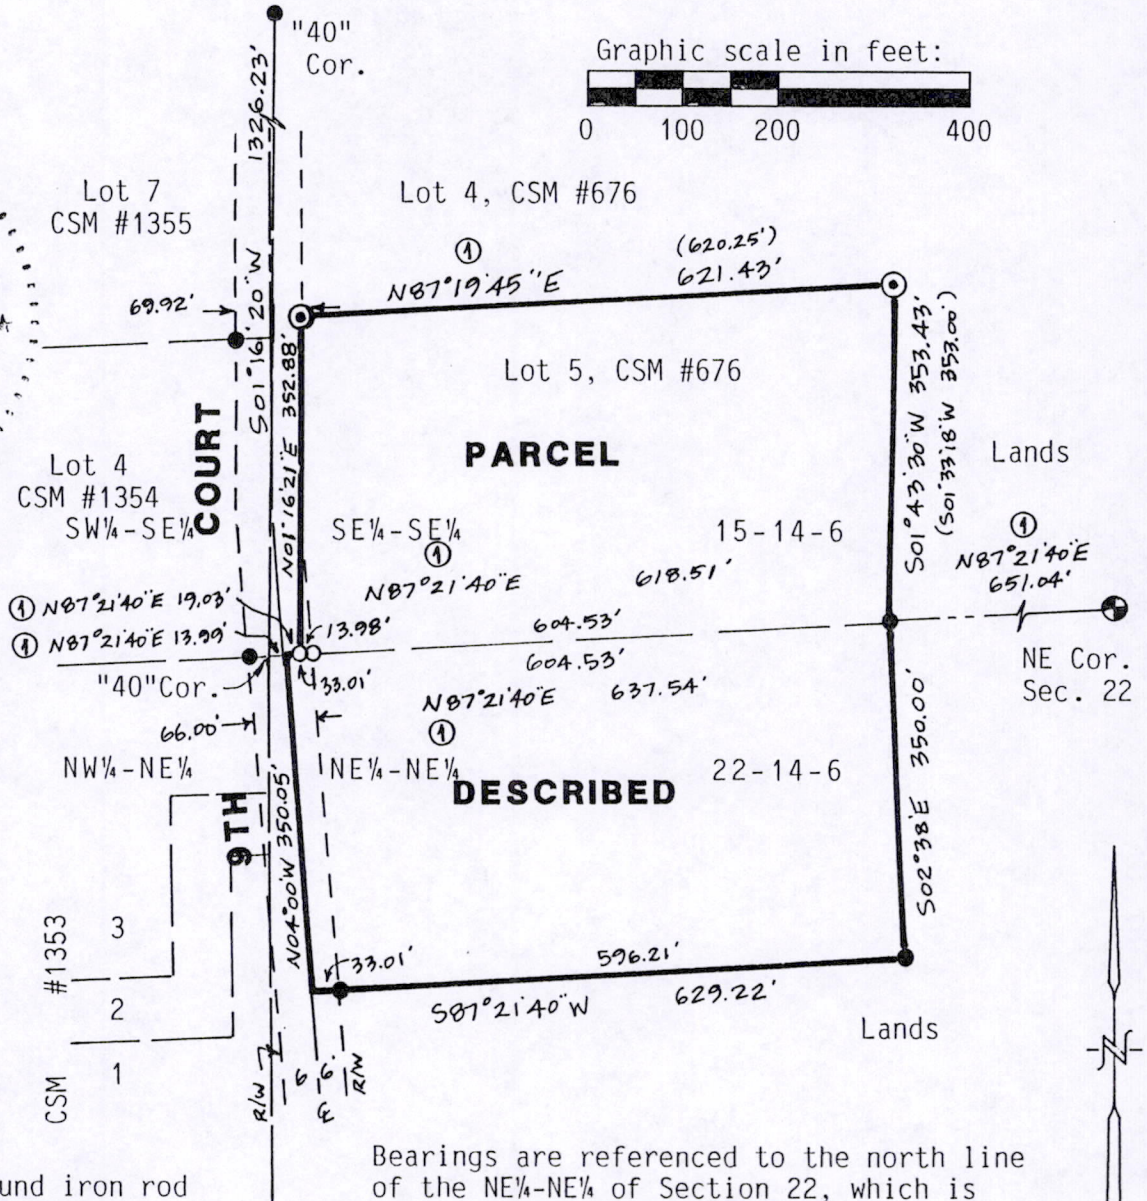 "40"
Cor.
1326.23'
Graphic scale in feet:
0 100 200 400
Lot 7
CSM #1355
Lot 4, CSM #676
①
N87°19'45"E
(620.25')
621.43'
69.92'
S01°16'20"W
N01°16'21"E 352.88'
Lot 5, CSM #676
S01°43'30"W 353.43'
(S01°33'18"W 353.00')
COURT
PARCEL
Lands
Lot 4
CSM #1354
SW¼-SE¼
SE¼-SE¼
①
N87°21'40"E
15-14-6
618.51'
①
N87°21'40"E
651.04'
① N87°21'40"E 19.03'
① N87°21'40"E 13.99'
13.98'
604.53'
604.53'
"40"Cor.
33.01'
N87°21'40"E
①
637.54'
NE Cor.
Sec. 22
66.00'
NW¼-NE¼
NE¼-NE¼
22-14-6
DESCRIBED
9TH
N04°00'W 350.05'
S02°38'E 350.00'
CSM #1353
3
2
1
33.01'
596.21'
S87°21'40"W
629.22'
Lands
R/W
R/W
N
und iron rod
Bearings are referenced to the north line
of the NE¼-NE¼ of Section 22, which is